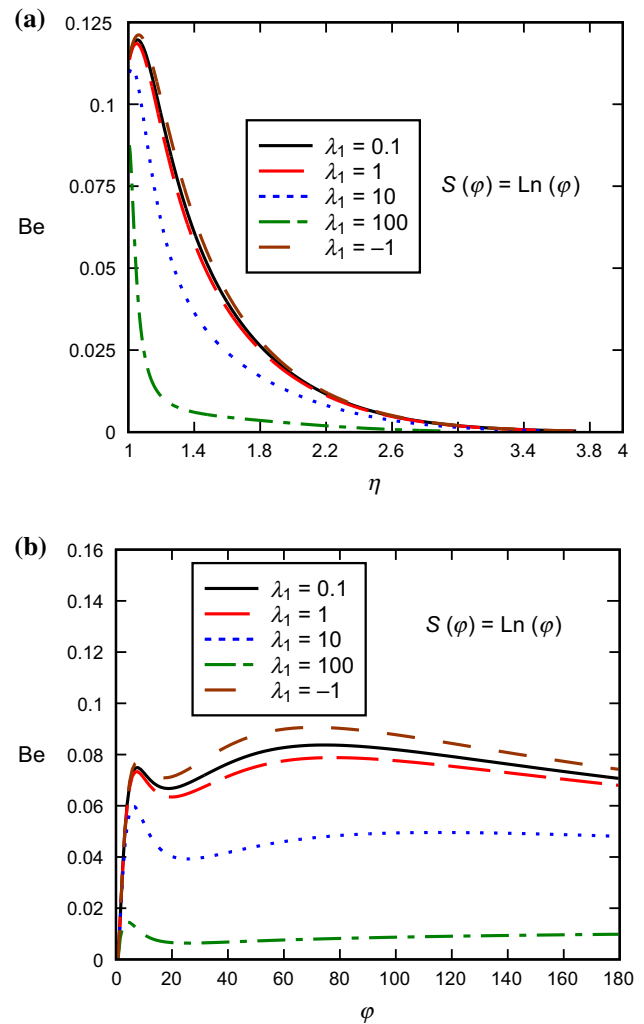 (a)
0.125
0.1
0.075
0.05
0.025
0
Be
λ1 = 0.1
λ1 = 1
λ1 = 10
λ1 = 100
λ1 = –1
S (φ) = Ln (φ)
1 1.4 1.8 2.2 2.6 3 3.4 3.8 4
η
(b)
0.16
0.14
0.12
0.1
0.08
0.06
0.04
0.02
0
Be
λ1 = 0.1
λ1 = 1
λ1 = 10
λ1 = 100
λ1 = –1
S (φ) = Ln (φ)
0 20 40 60 80 100 120 140 160 180
φ